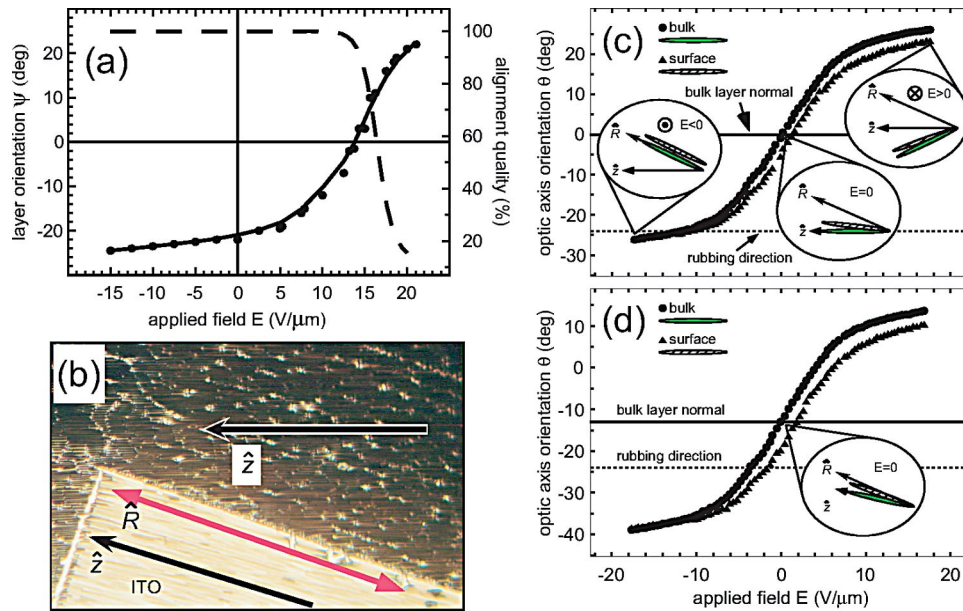 (a)
layer orientation ψ (deg)
20
10
0
-10
-20
alignment quality (%)
100
80
60
40
20
-15
-10
-5
0
5
10
15
20
applied field E (V/μm)
(b)
ẑ
R̂
ẑ
ITO
(c)
optic axis orientation θ (deg)
20
10
0
-10
-20
-30
bulk
surface
bulk layer normal
R̂
E<0
ẑ
R̂
E>0
ẑ
R̂
E=0
ẑ
rubbing direction
(d)
optic axis orientation θ (deg)
10
0
-10
-20
-30
-40
bulk
surface
bulk layer normal
rubbing direction
R̂
E=0
ẑ
-20
-10
0
10
20
applied field E (V/μm)